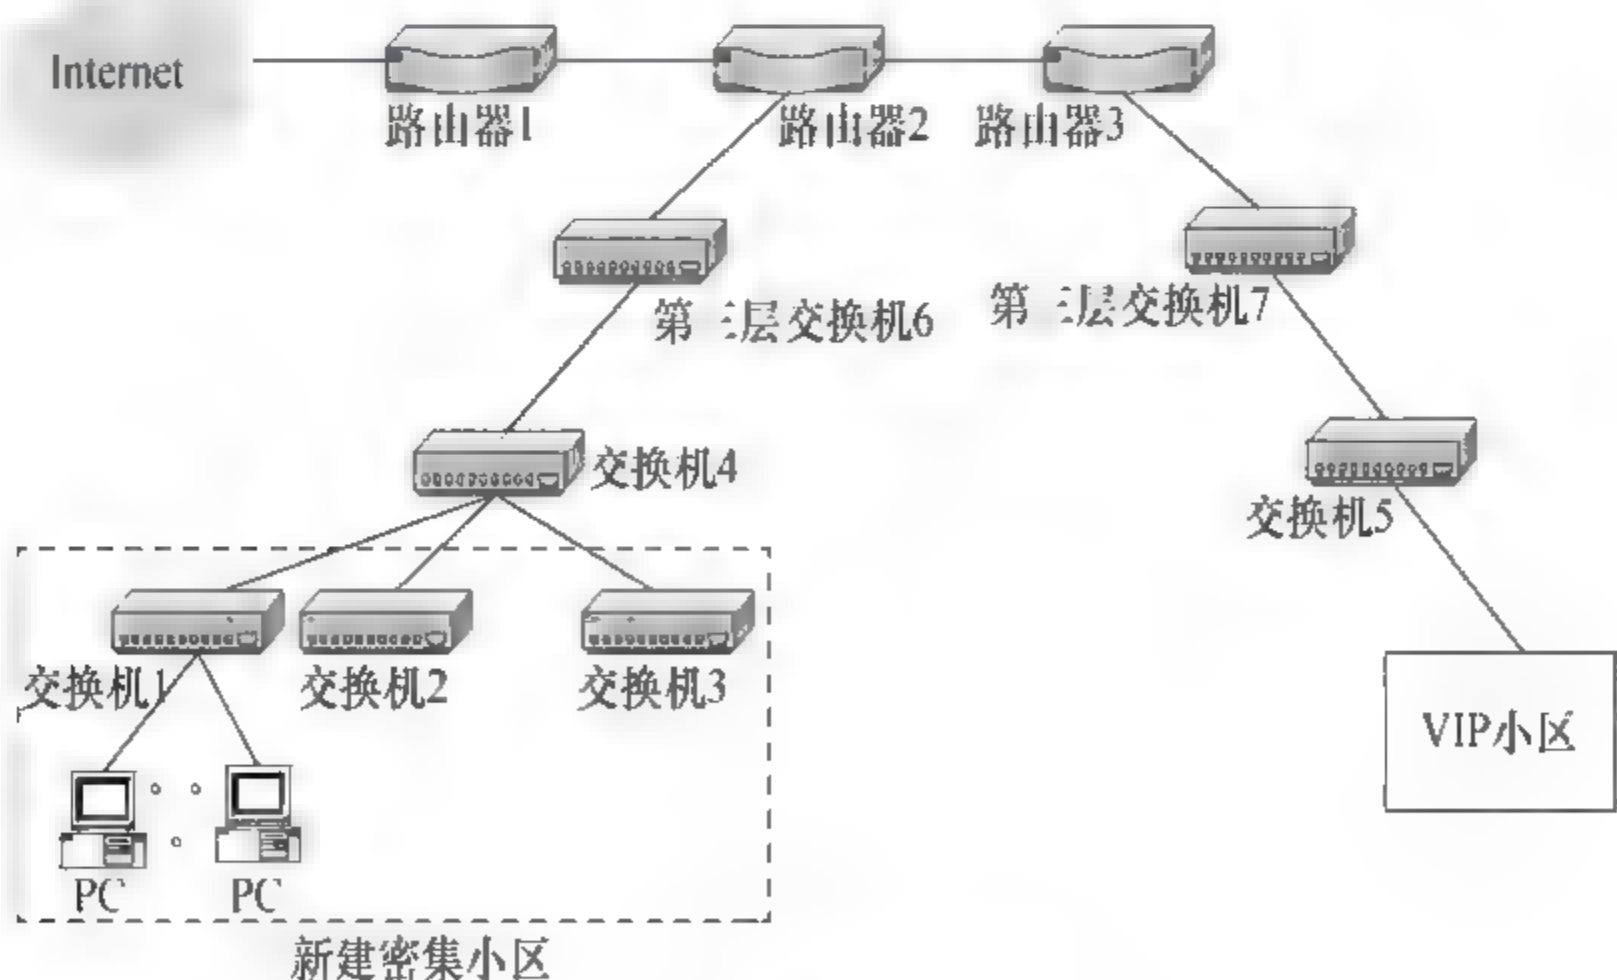 Internet
路由器1
路由器2
路由器3
第三层交换机6
第三层交换机7
交换机4
交换机5
交换机1
交换机2
交换机3
VIP小区
PC
PC
新建密集小区